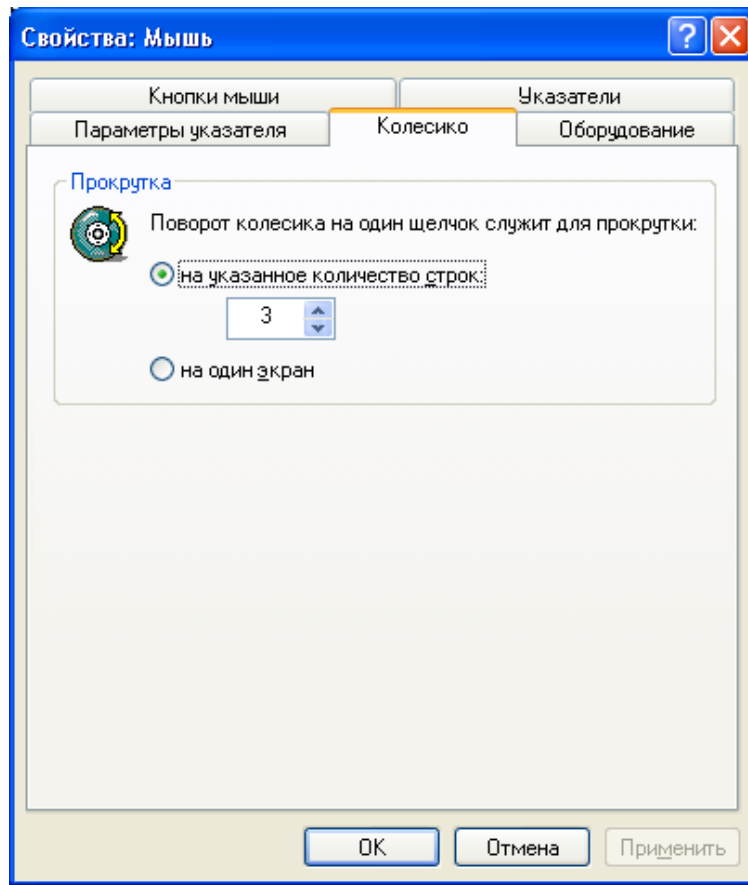 Свойства: Мышь
?
Кнопки мыши Указатели
Параметры указателя Колесико Оборудование
Прокрутка
Поворот колесика на один щелчок служит для прокрутки:
на указанное количество строк:
3
на один экран
OK Отмена Применить